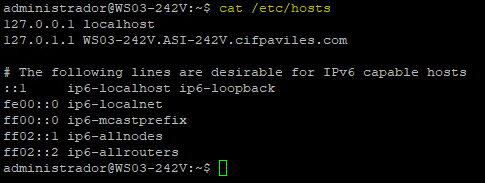 administrador@WS03-242V:~$ cat /etc/hosts
127.0.0.1 localhost
127.0.1.1 WS03-242V.ASI-242V.cifpaviles.com

# The following lines are desirable for IPv6 capable hosts
::1     ip6-localhost ip6-loopback
fe00::0 ip6-localnet
ff00::0 ip6-mcastprefix
ff02::1 ip6-allnodes
ff02::2 ip6-allrouters
administrador@WS03-242V:~$